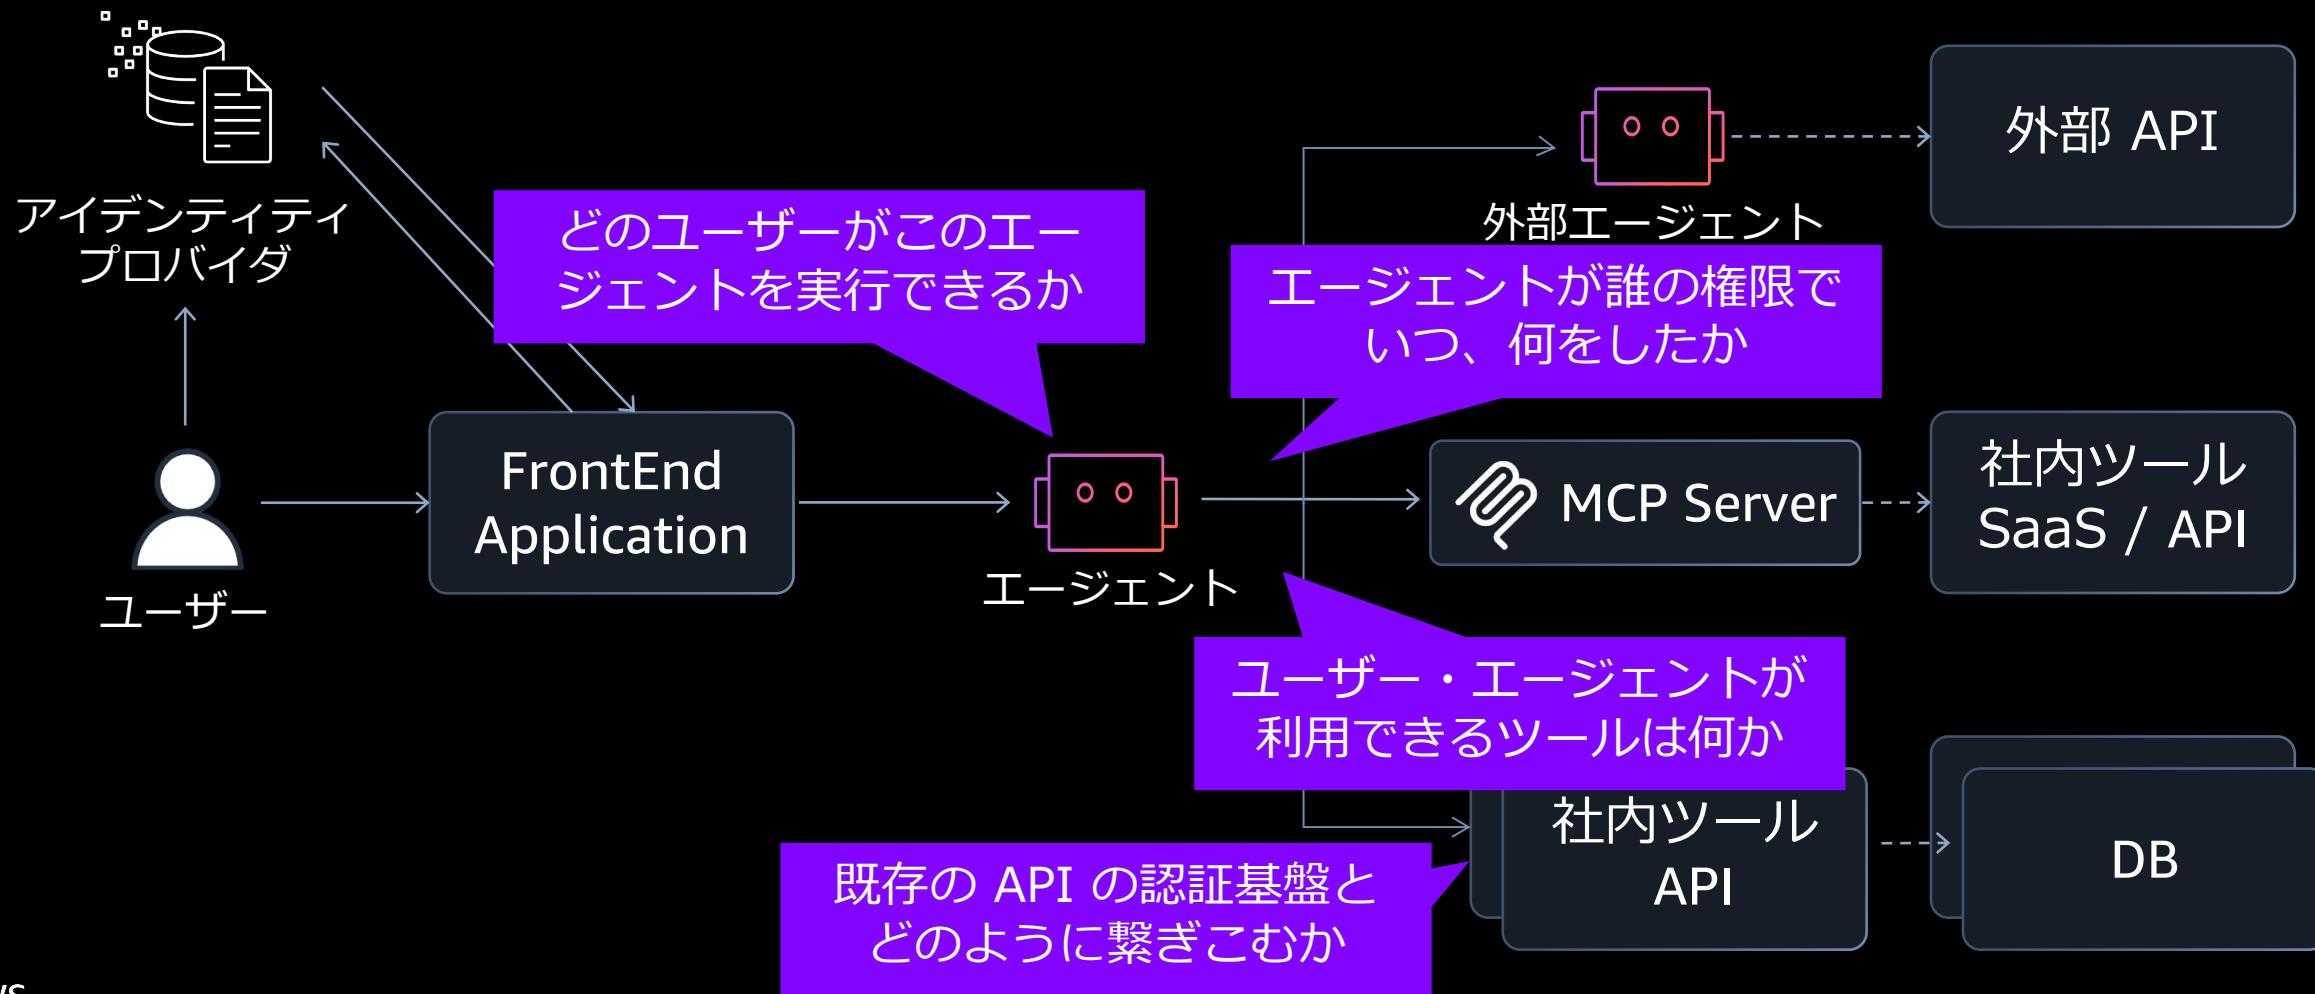 アイデンティティ
プロバイダ
ユーザー
FrontEnd
Application
どのユーザーがこのエー
ジェントを実行できるか
エージェント
外部エージェント
外部 API
エージェントが誰の権限で
いつ、何をしたか
MCP Server
社内ツール
SaaS / API
ユーザー・エージェントが
利用できるツールは何か
社内ツール
API
DB
既存の API の認証基盤と
どのように繋ぎこむか